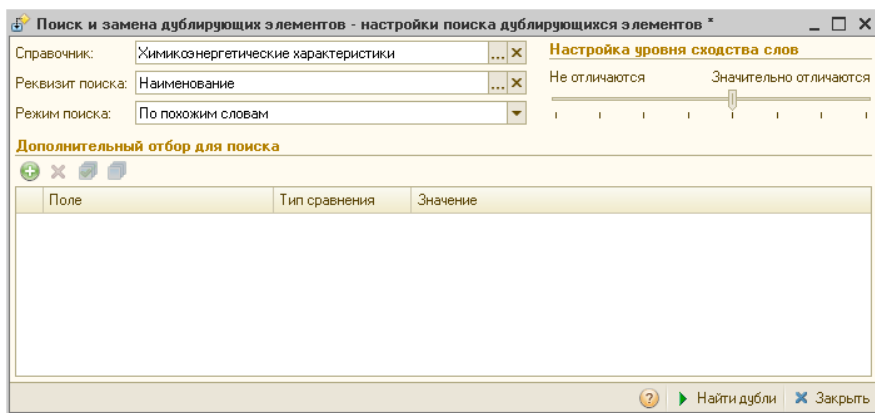 Поиск и замена дублирующих элементов - настройки поиска дублирующихся элементов *
Справочник: Химикоэнергетические характеристики ...
Настройка уровня сходства слов
Реквизит поиска: Наименование ...
Не отличаются Значительно отличаются
Режим поиска: По похожим словам
Дополнительный отбор для поиска
Поле Тип сравнения Значение
? Найти дубли Закрыть